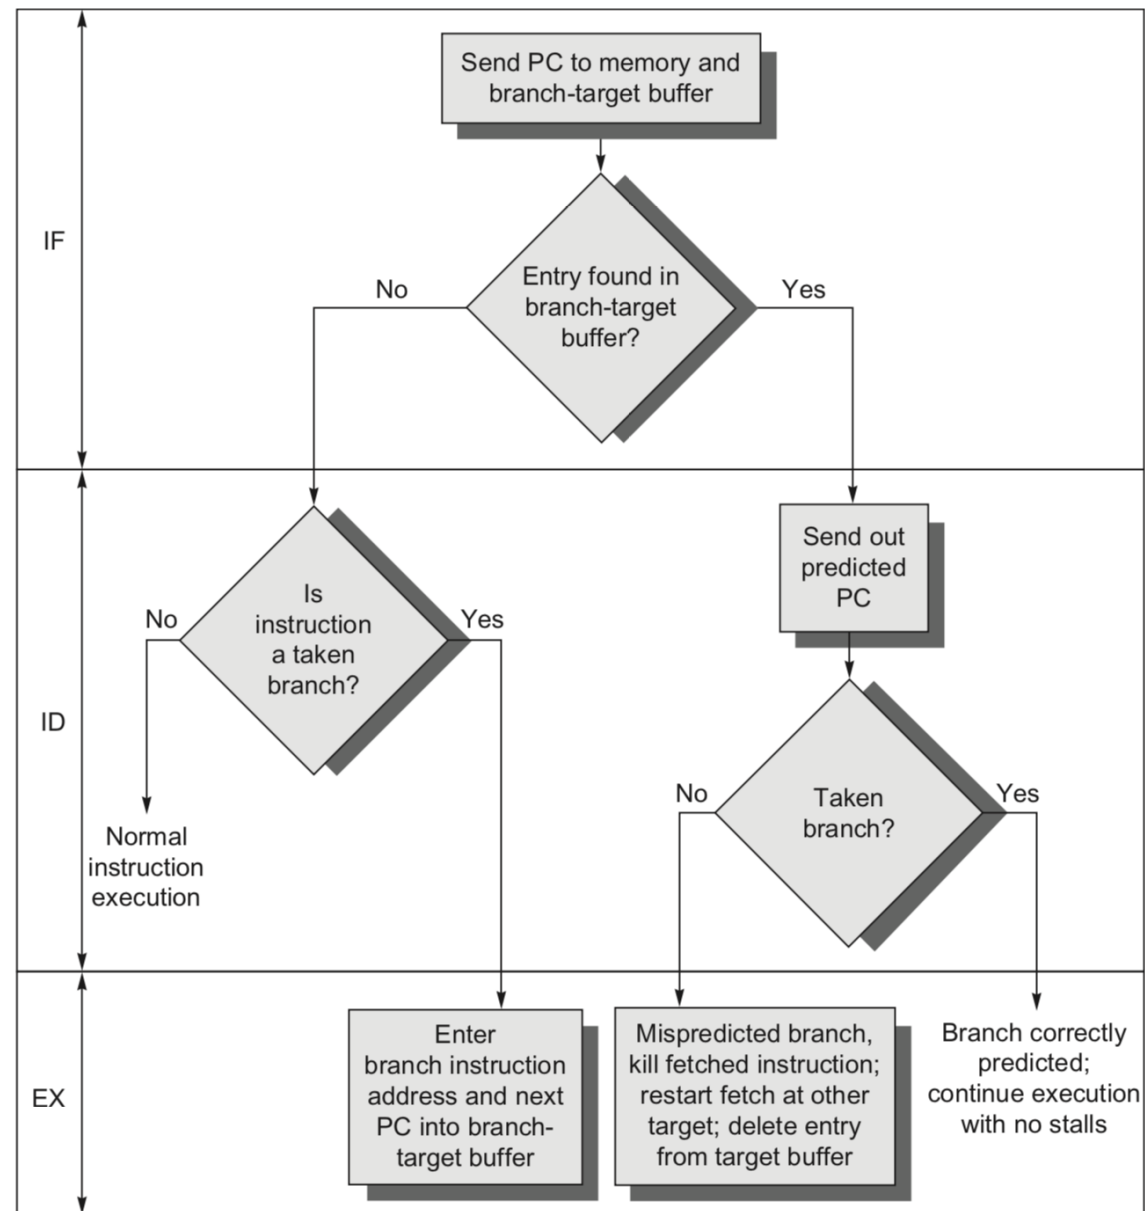 Send PC to memory and
branch-target buffer
IF
Entry found in
branch-target
buffer?
No
Yes
ID
Is
instruction
a taken
branch?
No
Yes
Normal
instruction
execution
Send out
predicted
PC
Taken
branch?
No
Yes
EX
Enter
branch instruction
address and next
PC into branch-
target buffer
Mispredicted branch,
kill fetched instruction;
restart fetch at other
target; delete entry
from target buffer
Branch correctly
predicted;
continue execution
with no stalls